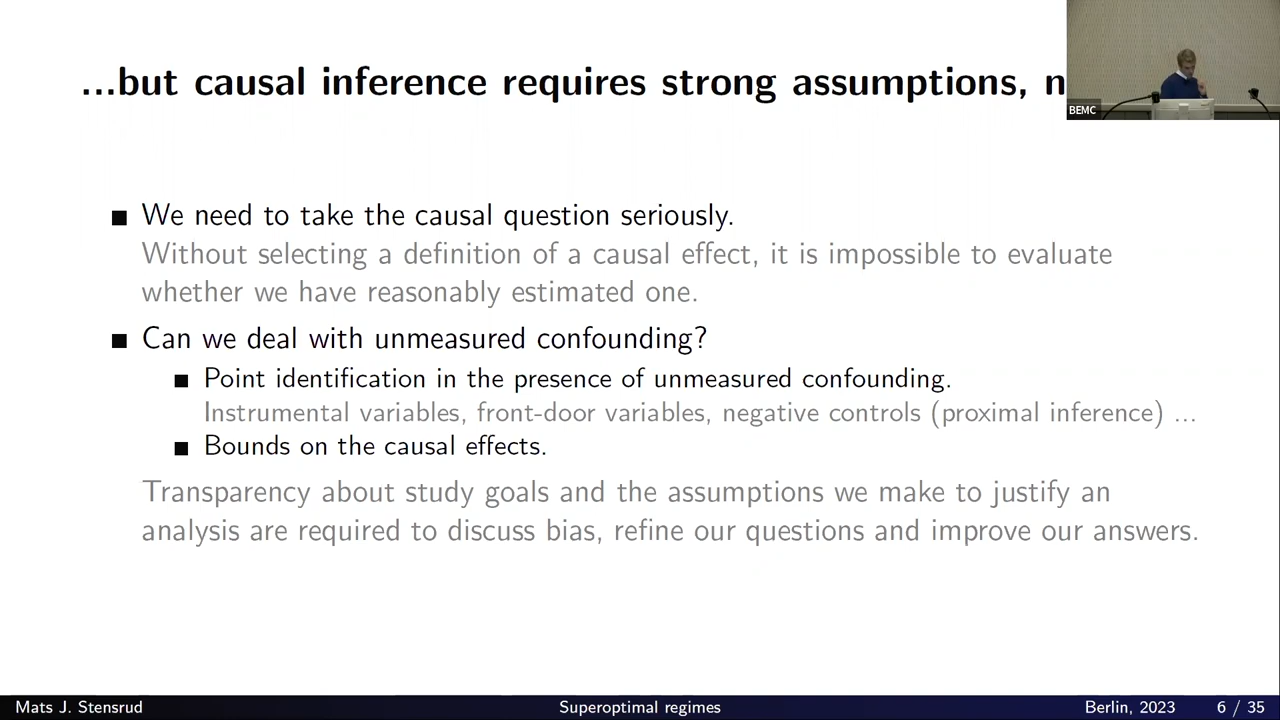 ...but causal inference requires strong assumptions, n
BEMC
We need to take the causal question seriously.
Without selecting a definition of a causal effect, it is impossible to evaluate
whether we have reasonably estimated one.
Can we deal with unmeasured confounding?
Point identification in the presence of unmeasured confounding.
Instrumental variables, front-door variables, negative controls (proximal inference) ...
Bounds on the causal effects.
Transparency about study goals and the assumptions we make to justify an
analysis are required to discuss bias, refine our questions and improve our answers.
Mats J. Stensrud
Superoptimal regimes
Berlin, 2023
6 / 35